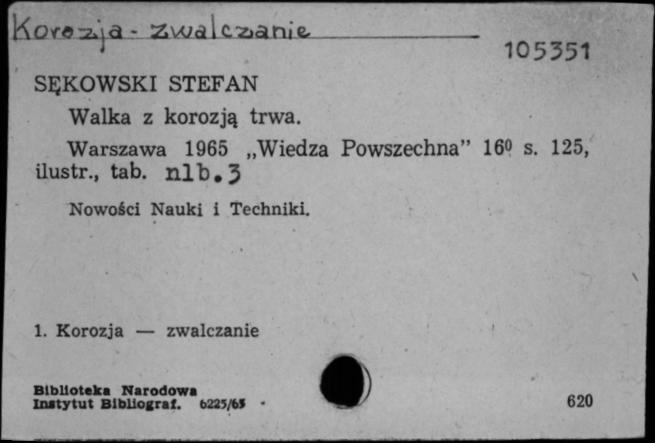 Korozja - zwalczanie
105351
SĘKOWSKI STEFAN
Walka z korozją trwa.
Warszawa 1965 „Wiedza Powszechna” 16º s. 125,
ilustr., tab. nlb.3
Nowości Nauki i Techniki.
1. Korozja — zwalczanie
Biblioteka Narodowa
Instytut Bibliograf. 6225/65
620